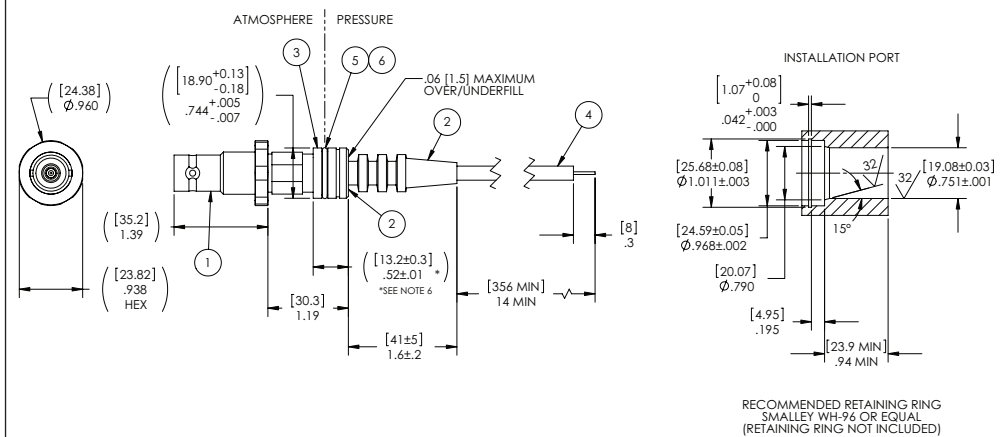 ATMOSPHERE PRESSURE
3
5
6
[24.38]
Ø.960
[18.90 +0.13 -0.18]
.744 +.005 -.007
.06 [1.5] MAXIMUM
OVER/UNDERFILL
2
4
[35.2]
1.39
1
2
[23.82]
.938
HEX
[30.3]
1.19
[13.2±0.3]
.52±.01 *
*SEE NOTE 6
[356 MIN]
14 MIN
[8]
.3
[41±5]
1.6±.2
INSTALLATION PORT
[1.07 +0.08 0]
.042 +.003 -.000
[25.68±0.08]
Ø1.011±.003
32
32
[19.08±0.03]
Ø.751±.001
[24.59±0.05]
Ø.968±.002
15°
[20.07]
Ø.790
[4.95]
.195
[23.9 MIN]
.94 MIN
RECOMMENDED RETAINING RING
SMALLEY WH-96 OR EQUAL
(RETAINING RING NOT INCLUDED)